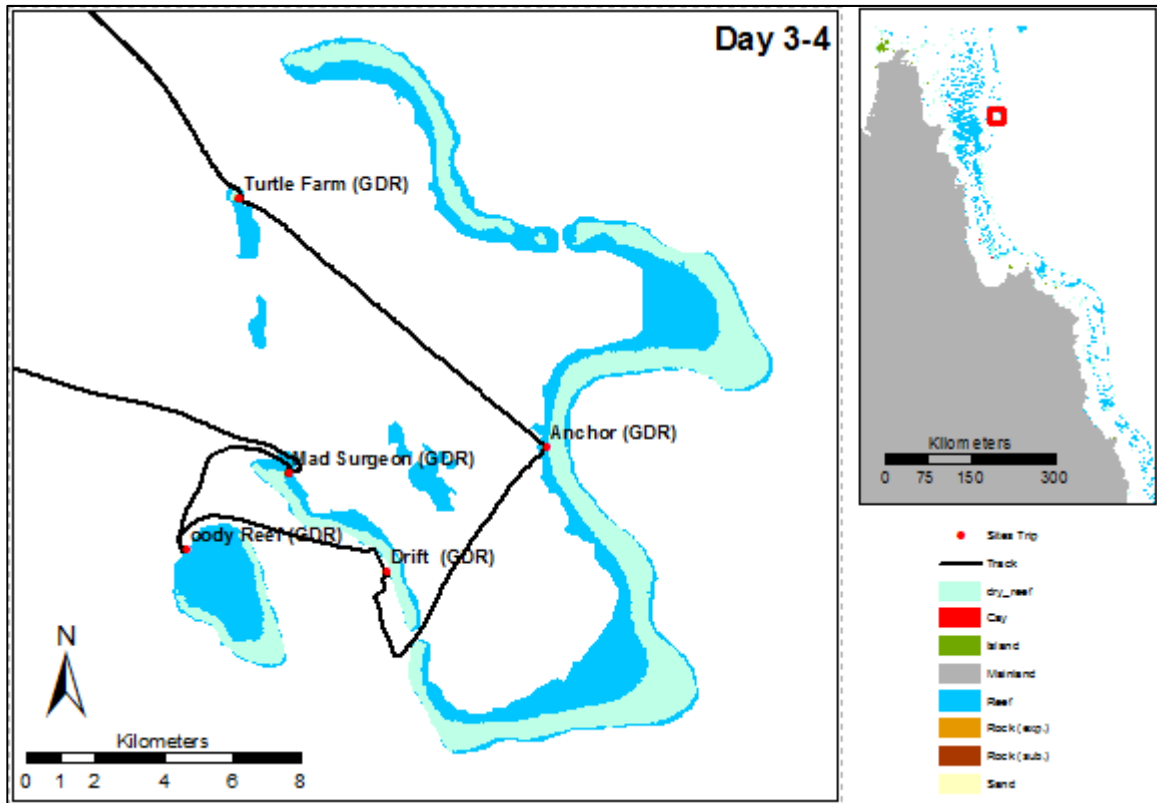 Day 3-4
Turtle Farm (GDR)
Anchor (GDR)
Mad Surgeon (GDR)
oody Reef (GDR)
Drift (GDR)
N
Kilometers
0 1 2 4 6 8
Kilometers
0 75 150 300
Sites Trip
Track
dry_reef
Cay
Island
Mainland
Reef
Rock (exp.)
Rock (sub.)
Sand